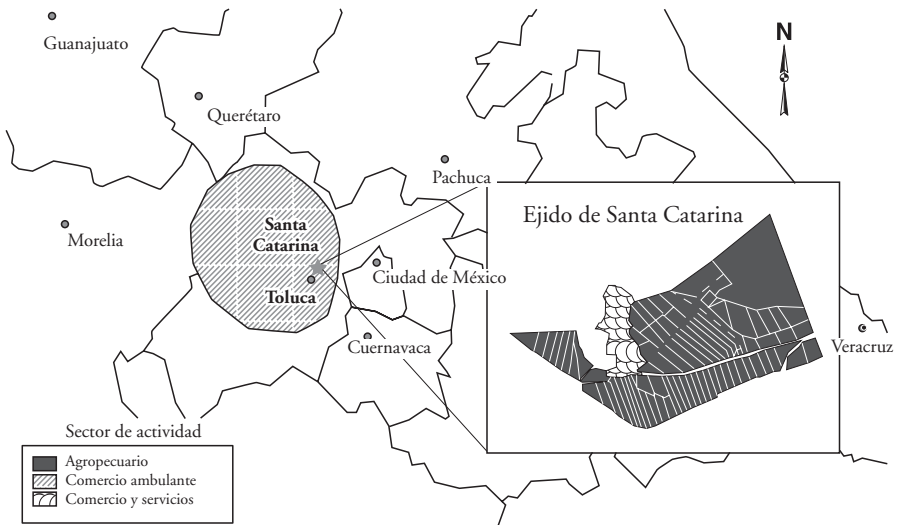 N
Guanajuato
Querétaro
Pachuca
Morelia
Santa
Catarina
Ciudad de México
Toluca
Cuernavaca
Ejido de Santa Catarina
Veracruz
Sector de actividad
Agropecuario
Comercio ambulante
Comercio y servicios